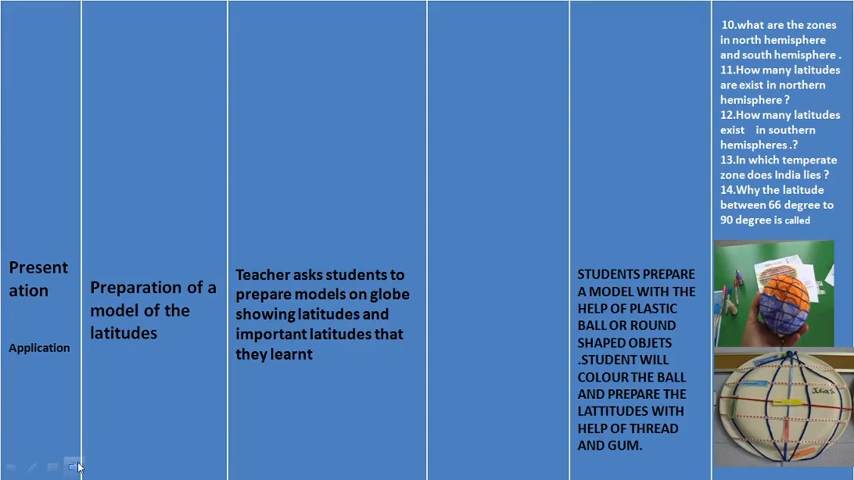 Present
ation
Application
Preparation of a
model of the
latitudes
Teacher asks students to
prepare models on globe
showing latitudes and
important latitudes that
they learnt
STUDENTS PREPARE
A MODEL WITH THE
HELP OF PLASTIC
BALL OR ROUND
SHAPED OBJETS
.STUDENT WILL
COLOUR THE BALL
AND PREPARE THE
LATTITUDES WITH
HELP OF THREAD
AND GUM.
10.what are the zones
in north hemisphere
and south hemisphere .
11.How many latitudes
are exist in northern
hemisphere ?
12.How many latitudes
exist in southern
hemispheres .?
13.In which temperate
zone does India lies ?
14.Why the latitude
between 66 degree to
90 degree is called